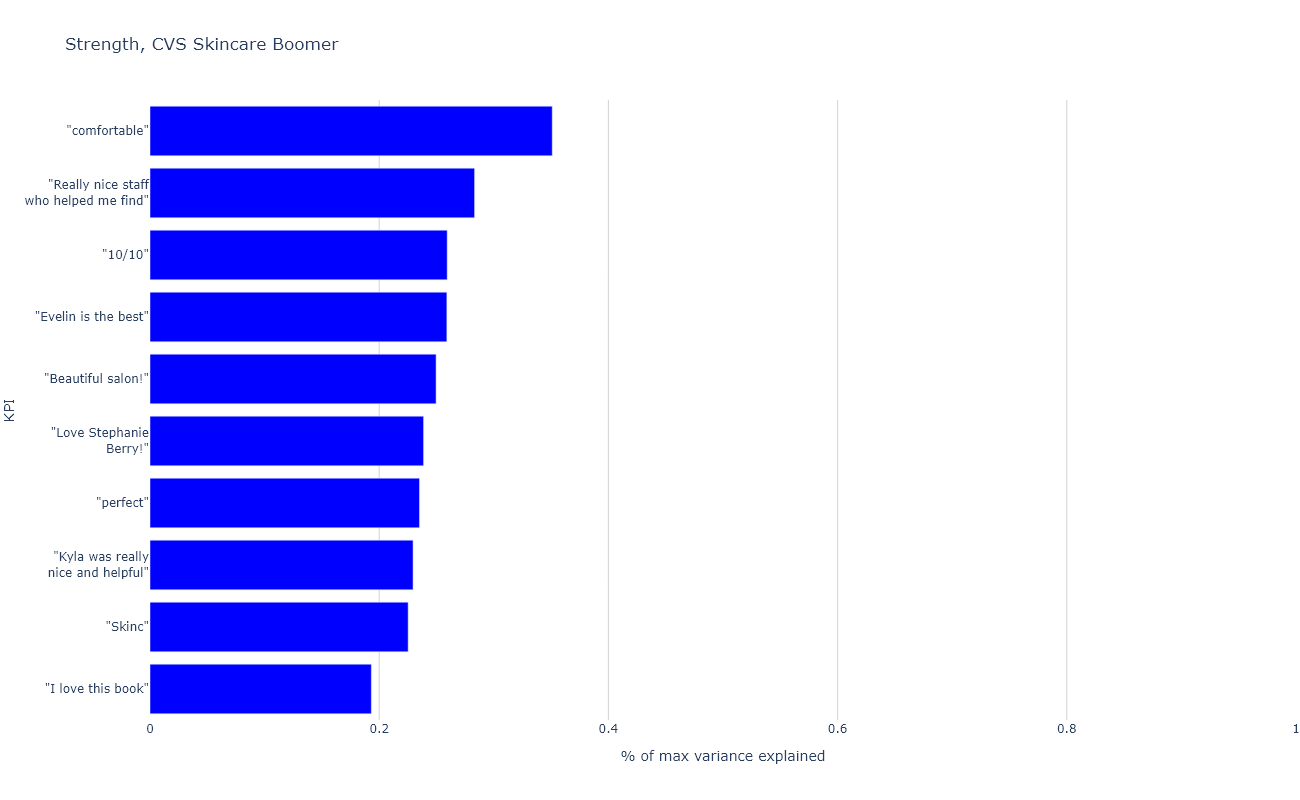 Strength, CVS Skincare Boomer
"comfortable"
"Really nice staff
who helped me find"
"10/10"
"Evelin is the best"
"Beautiful salon!"
KPI
"Love Stephanie
Berry!"
"perfect"
"Kyla was really
nice and helpful"
"Skinc"
"I love this book"
0 0.2 0.4 0.6 0.8 1
% of max variance explained